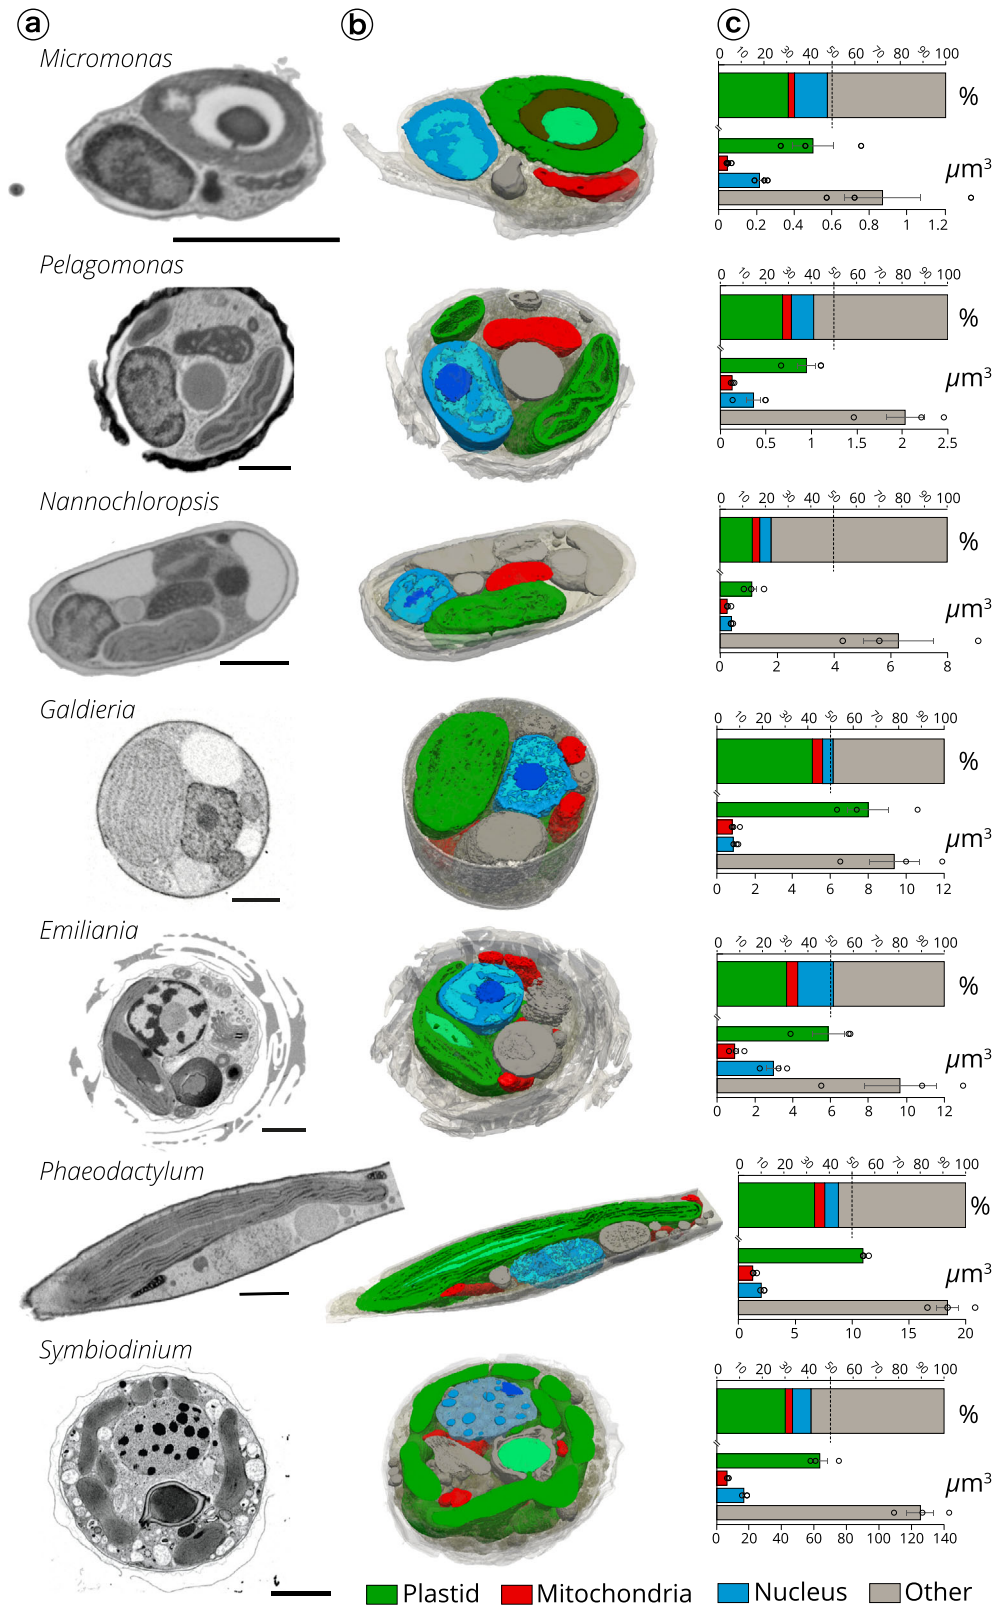 a b c
Micromonas
0 10 20 30 40 50 60 70 80 90 100
%
µm3
0 0.2 0.4 0.6 0.8 1 1.2
Pelagomonas
0 10 20 30 40 50 60 70 80 90 100
%
µm3
0 0.5 1 1.5 2 2.5
Nannochloropsis
0 10 20 30 40 50 60 70 80 90 100
%
µm3
0 2 4 6 8
Galdieria
0 10 20 30 40 50 60 70 80 90 100
%
µm3
0 2 4 6 8 10 12
Emiliania
0 10 20 30 40 50 60 70 80 90 100
%
µm3
0 2 4 6 8 10 12
Phaeodactylum
0 10 20 30 40 50 60 70 80 90 100
%
µm3
0 5 10 15 20
Symbiodinium
0 10 20 30 40 50 60 70 80 90 100
%
µm3
0 20 40 60 80 100 120 140
Plastid Mitochondria Nucleus Other